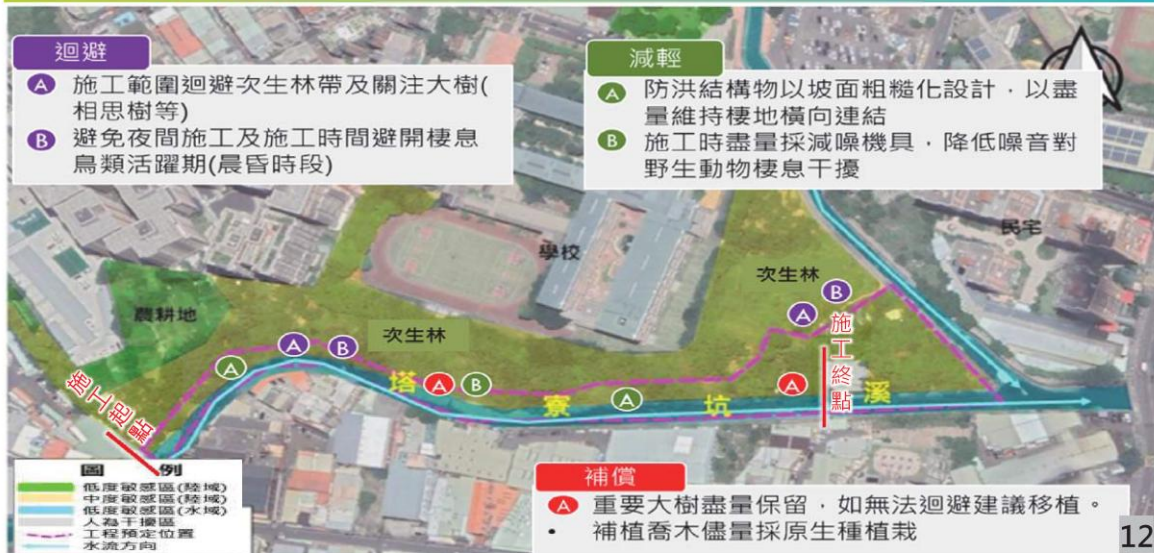 迴避
A 施工範圍迴避次生林帶及關注大樹(
相思樹等)
B 避免夜間施工及施工時間避開棲息
鳥類活躍期(晨昏時段)
減輕
A 防洪結構物以坡面粗糙化設計，以盡
量維持棲地橫向連結
B 施工時盡量採減噪機具，降低噪音對
野生動物棲息干擾
學校
民宅
次生林
農耕地
次生林
B
A
A
B
A
A
B
A
A
施工起點
施工終點
塔寮坑溪
圖例
低度敏感區(陸域)
中度敏感區(陸域)
低度敏感區(水域)
人為干擾區
工程預定位置
水流方向
補償
A 重要大樹盡量保留，如無法迴避建議移植。
• 補植喬木儘量採原生種植栽
12